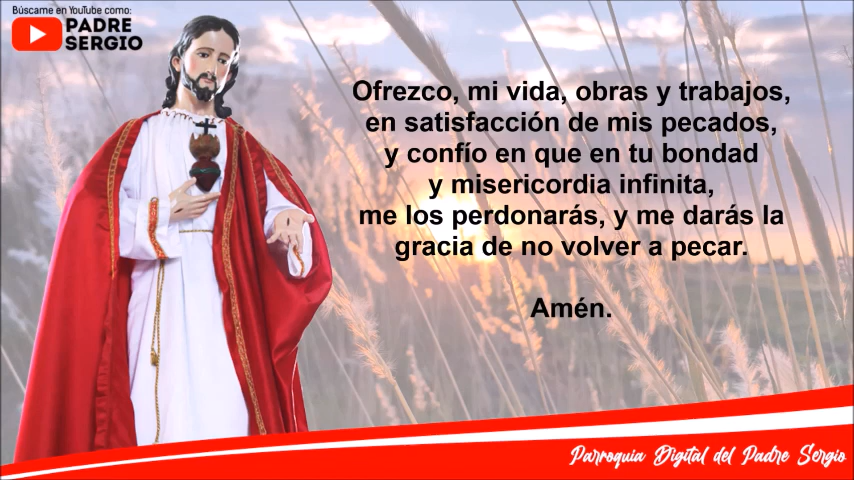 Búscame en YouTube como:
PADRE
SERGIO
Ofrezco, mi vida, obras y trabajos,
en satisfacción de mis pecados,
y confío en que en tu bondad
y misericordia infinita,
me los perdonarás, y me darás la
gracia de no volver a pecar.
Amén.
Parroquia Digital del Padre Sergio